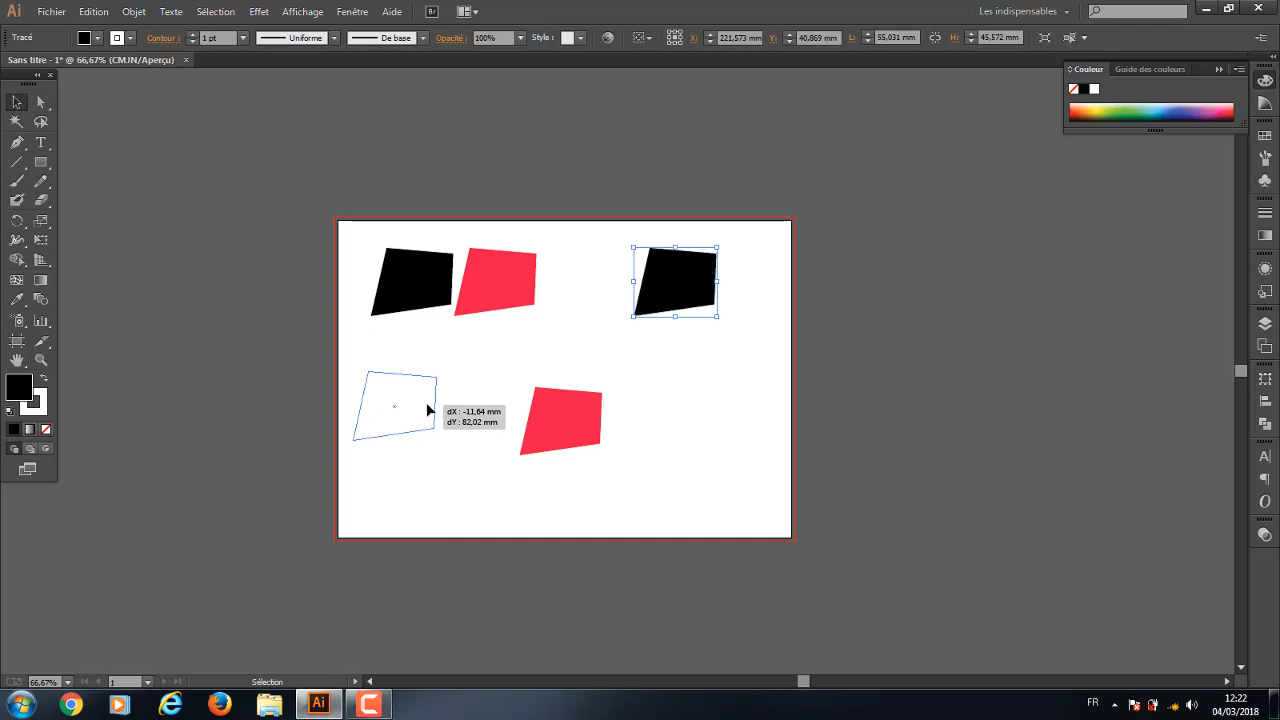 Ai Fichier Edition Objet Texte Sélection Effet Affichage Fenêtre Aide Br Les indispensables
Tracé Contour : 1 pt Uniforme De base Opacité: 100% Style : X: 221,573 mm Y: 40,869 mm L: 55,031 mm H: 45,572 mm
Sans titre - 1* @ 66,67% (CMJN/Aperçu) ×
Couleur Guide des couleurs
dX : -11,64 mm
dY : 82,02 mm
66,67% 1 Sélection
Ai FR 12:22
04/03/2018